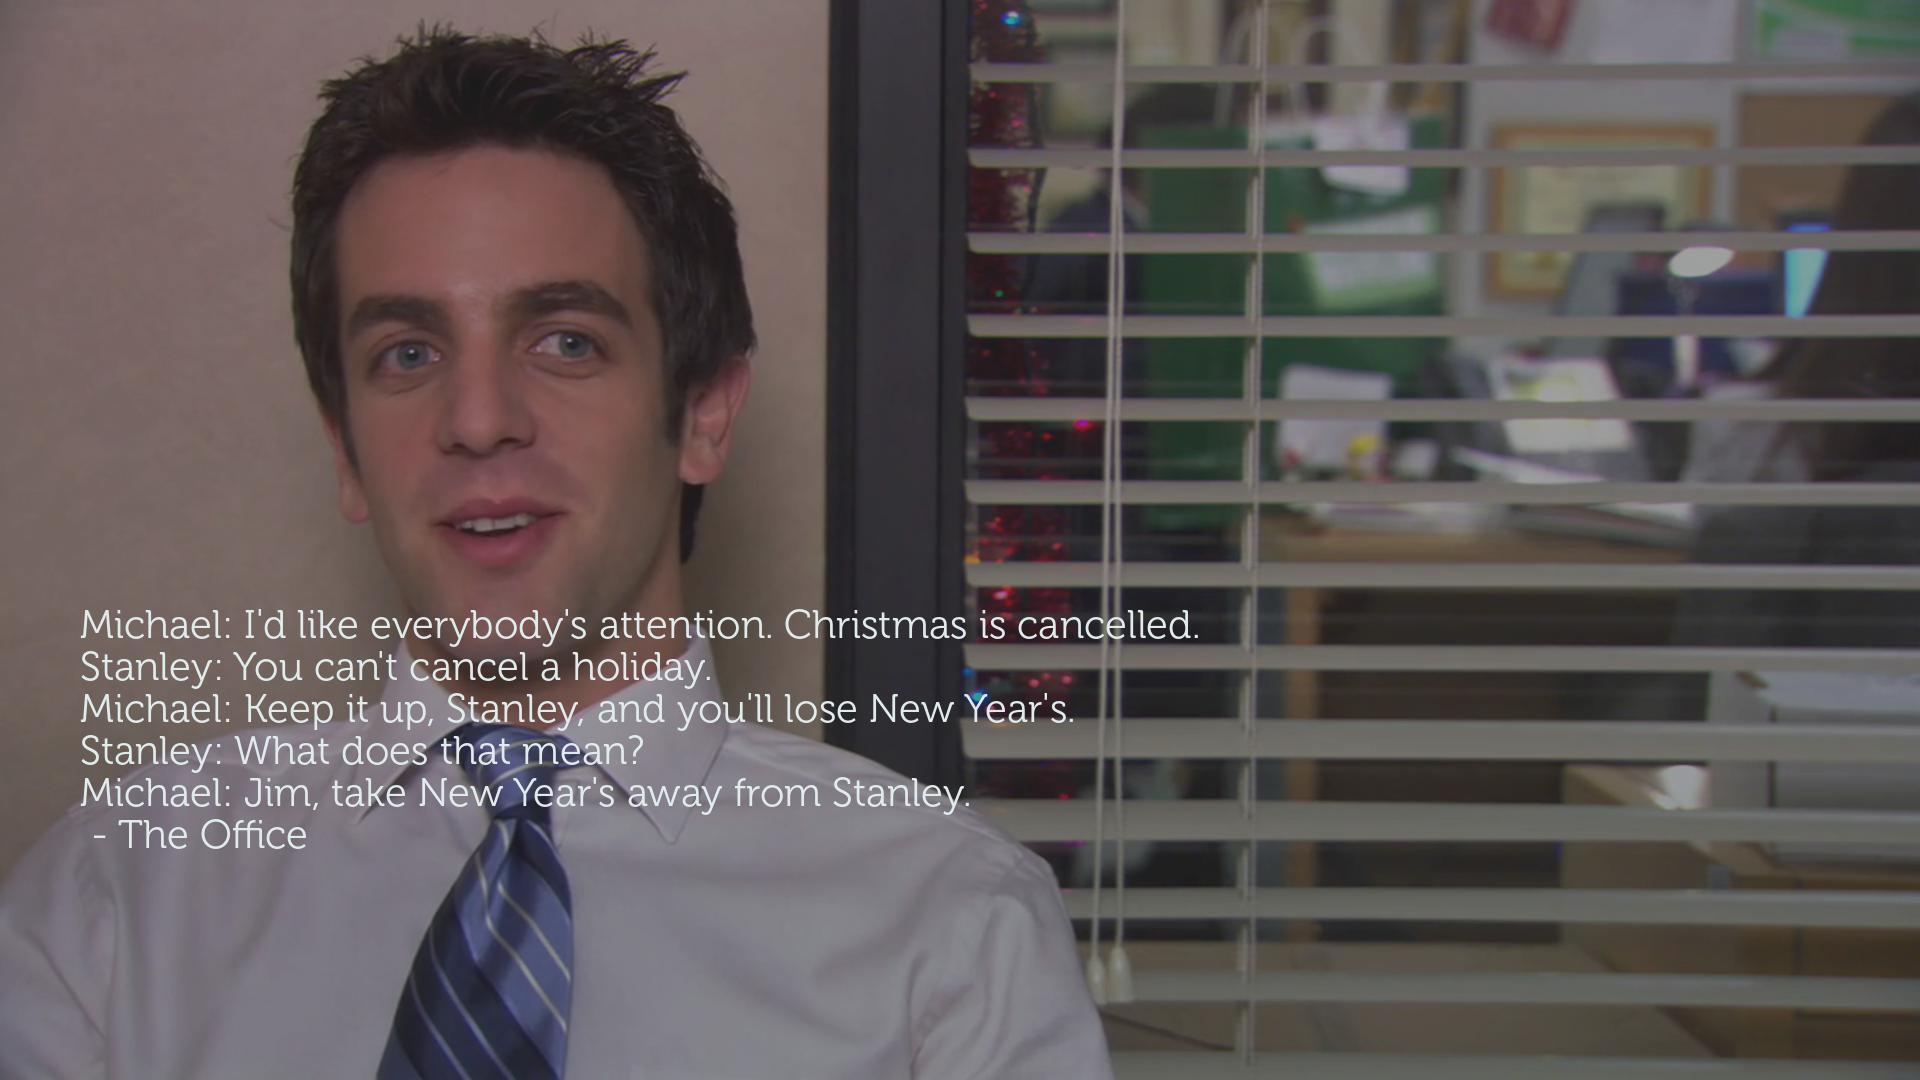 Michael: I'd like everybody's attention. Christmas is cancelled.
Stanley: You can't cancel a holiday.
Michael: Keep it up, Stanley, and you'll lose New Year's.
Stanley: What does that mean?
Michael: Jim, take New Year's away from Stanley.
- The Office